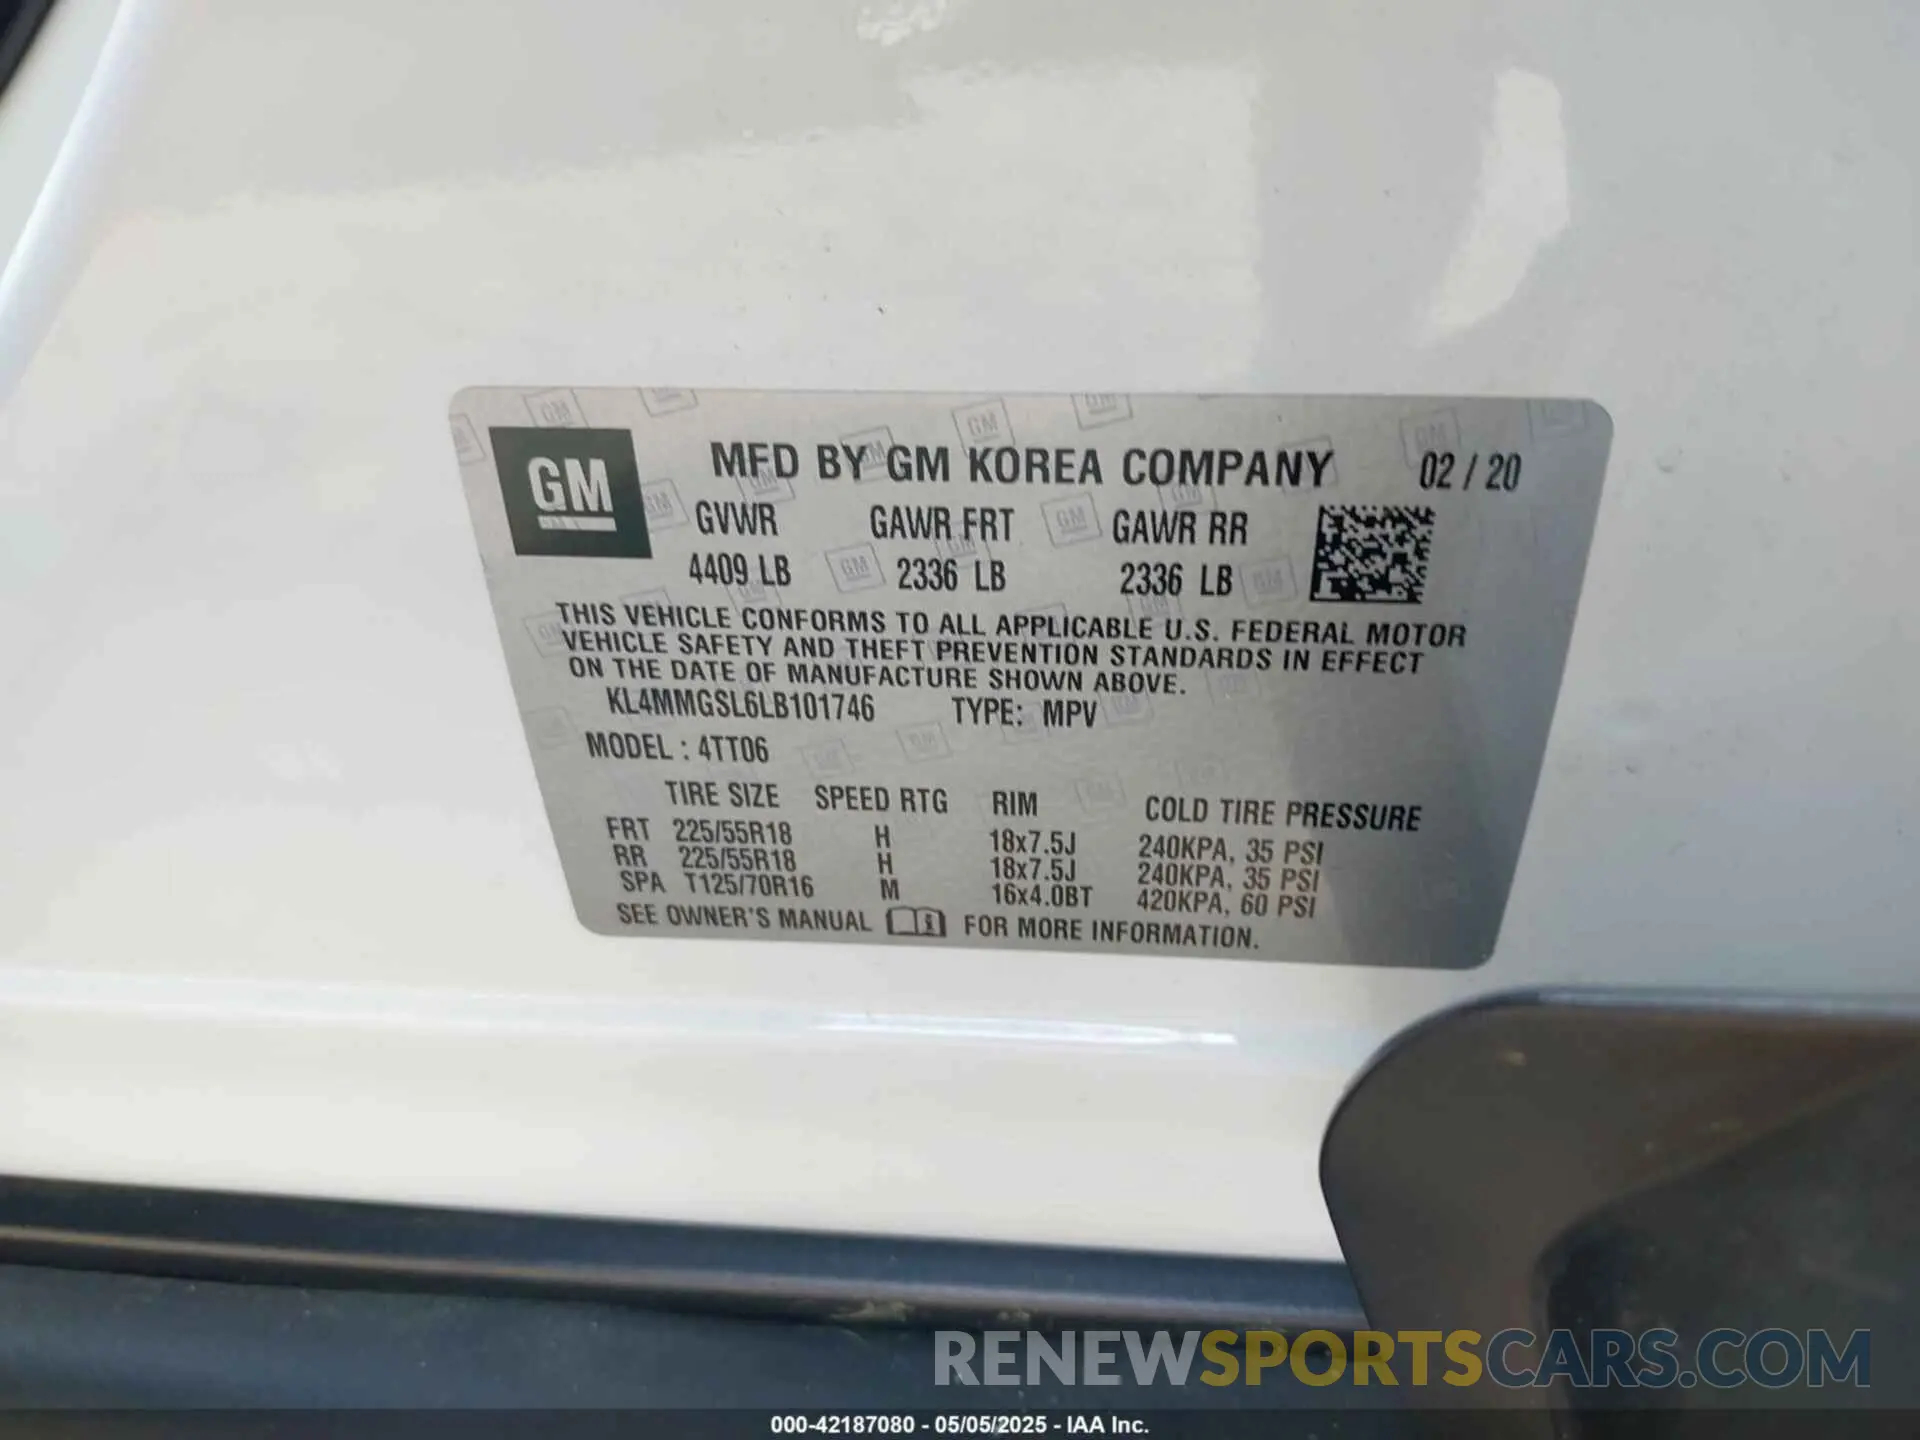 GM
MFD BY GM KOREA COMPANY 02 / 20
GVWR GAWR FRT GAWR RR
4409 LB 2336 LB 2336 LB
THIS VEHICLE CONFORMS TO ALL APPLICABLE U.S. FEDERAL MOTOR
VEHICLE SAFETY AND THEFT PREVENTION STANDARDS IN EFFECT
ON THE DATE OF MANUFACTURE SHOWN ABOVE.
KL4MMGSL6LB101746 TYPE: MPV
MODEL : 4TT06
TIRE SIZE SPEED RTG RIM COLD TIRE PRESSURE
FRT 225/55R18 H 18x7.5J 240KPA, 35 PSI
RR 225/55R18 H 18x7.5J 240KPA, 35 PSI
SPA T125/70R16 M 16x4.0BT 420KPA, 60 PSI
SEE OWNER'S MANUAL FOR MORE INFORMATION.
RENEWSPORTSCARS.COM
000-42187080 - 05/05/2025 - IAA Inc.